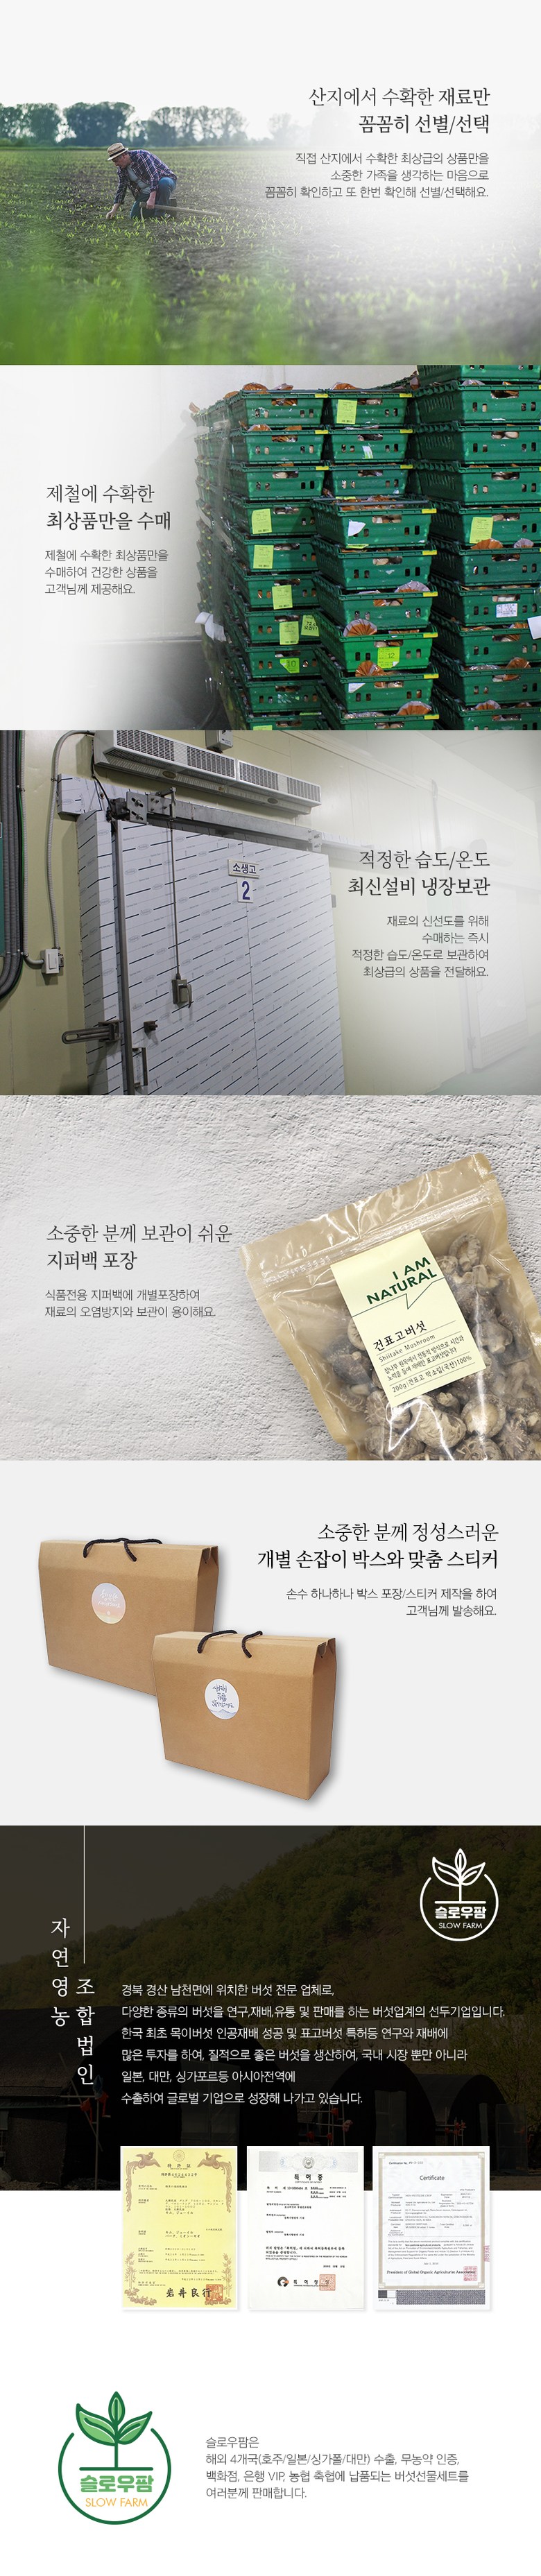 산지에서 수확한 재료만
꼼꼼히 선별/선택
직접 산지에서 수확한 최상급의 상품만을
소중한 가족을 생각하는 마음으로
꼼꼼히 확인하고 또 한번 확인해 선별/선택해요.
제철에 수확한
최상품만을 수매
제철에 수확한 최상품만을
수매하여 건강한 상품을
고객님께 제공해요.
소생고
2
적정한 습도/온도
최신설비 냉장보관
재료의 신선도를 위해
수매하는 즉시
적정한 습도/온도로 보관하여
최상급의 상품을 전달해요.
소중한 분께 보관이 쉬운
지퍼백 포장
식품전용 지퍼백에 개별포장하여
재료의 오염방지와 보관이 용이해요.
I AM
NATURAL
건표고버섯
Shiitake Mushroom
200g/건표고 막소립(국산)100%
소중한 분께 정성스러운
개별 손잡이 박스와 맞춤 스티커
손수 하나하나 박스 포장/스티커 제작을 하여
고객님께 발송해요.
슬로우팜
SLOW FARM
자연영농
조합법인
경북 경산 남천면에 위치한 버섯 전문 업체로,
다양한 종류의 버섯을 연구,재배,유통 및 판매를 하는 버섯업계의 선두기업입니다.
한국 최초 목이버섯 인공재배 성공 및 표고버섯 특허등 연구와 재배에
많은 투자를 하여, 질적으로 좋은 버섯을 생산하여, 국내 시장 뿐만 아니라
일본, 대만, 싱가포르등 아시아전역에
수출하여 글로벌 기업으로 성장해 나가고 있습니다.
특허증
Certificate
President of Global Organic Agriculturist Association
슬로우팜
SLOW FARM
슬로우팜은
해외 4개국(호주/일본/싱가폴/대만) 수출, 무농약 인증,
백화점, 은행 VIP, 농협 축협에 납품되는 버섯선물세트를
여러분께 판매합니다.